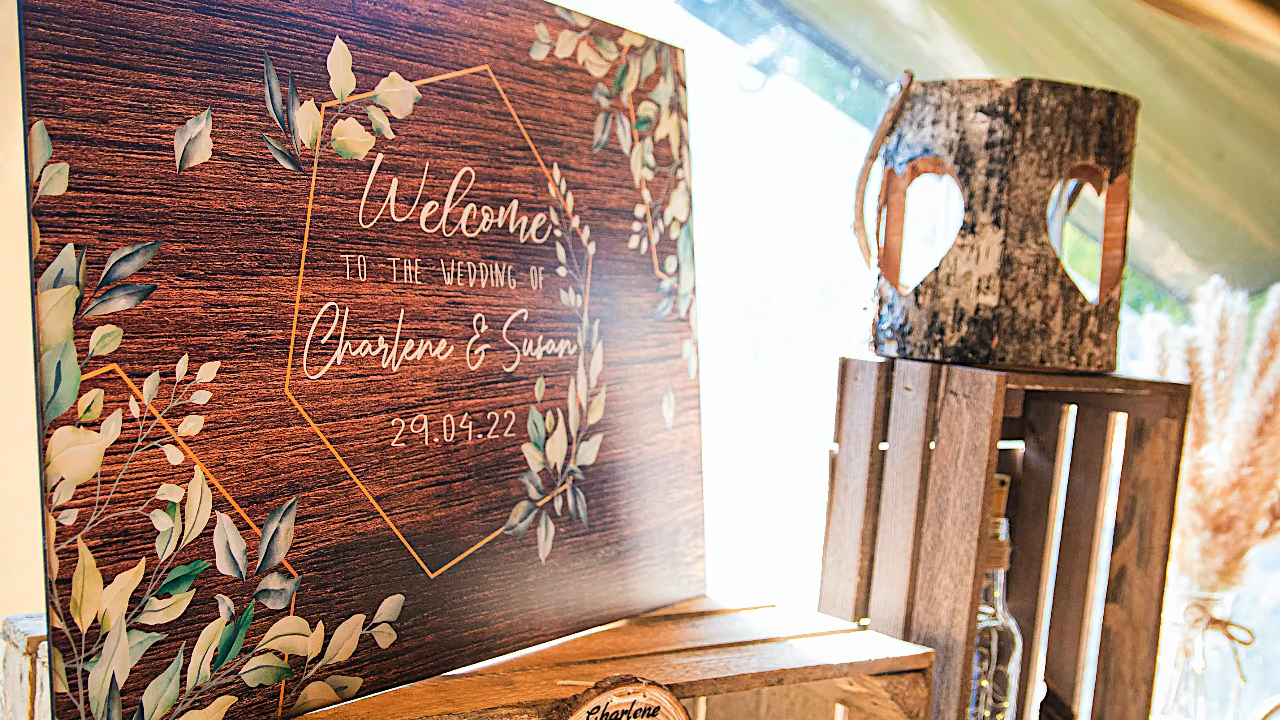 Welcome
TO THE WEDDING OF
Charlene & Susan
29.04.22
Charlene